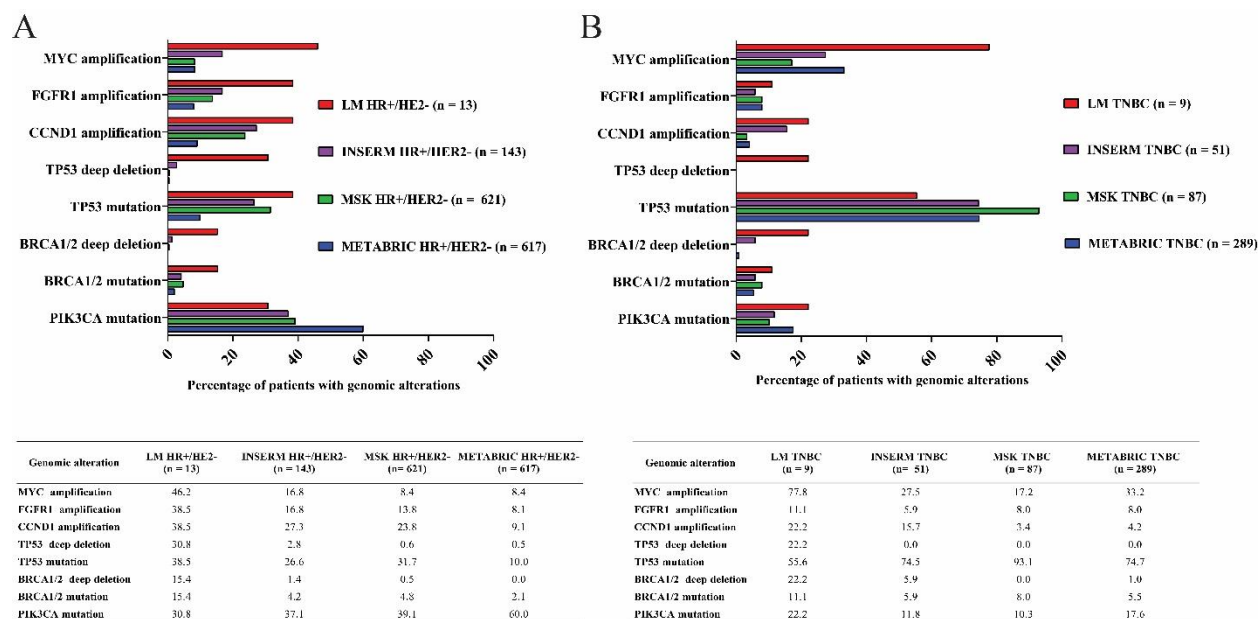 A
MYC amplification
FGFR1 amplification
CCND1 amplification
TP53 deep deletion
TP53 mutation
BRCA1/2 deep deletion
BRCA1/2 mutation
PIK3CA mutation
0 20 40 60 80 100
Percentage of patients with genomic alterations
LM HR+/HE2- (n = 13)
INSERM HR+/HER2- (n = 143)
MSK HR+/HER2- (n = 621)
METABRIC HR+/HER2- (n = 617)
B
MYC amplification
FGFR1 amplification
CCND1 amplification
TP53 deep deletion
TP53 mutation
BRCA1/2 deep deletion
BRCA1/2 mutation
PIK3CA mutation
0 20 40 60 80 100
Percentage of patients with genomic alterations
LM TNBC (n = 9)
INSERM TNBC (n = 51)
MSK TNBC (n = 87)
METABRIC TNBC (n = 289)
Genomic alteration LM HR+/HE2- (n = 13) INSERM HR+/HER2- (n = 143) MSK HR+/HER2- (n= 621) METABRIC HR+/HER2- (n = 617)
MYC amplification 46.2 16.8 8.4 8.4
FGFR1 amplification 38.5 16.8 13.8 8.1
CCND1 amplification 38.5 27.3 23.8 9.1
TP53 deep deletion 30.8 2.8 0.6 0.5
TP53 mutation 38.5 26.6 31.7 10.0
BRCA1/2 deep deletion 15.4 1.4 0.5 0.0
BRCA1/2 mutation 15.4 4.2 4.8 2.1
PIK3CA mutation 30.8 37.1 39.1 60.0
Genomic alteration LM TNBC (n = 9) INSERM TNBC (n= 51) MSK TNBC (n = 87) METABRIC TNBC (n = 289)
MYC amplification 77.8 27.5 17.2 33.2
FGFR1 amplification 11.1 5.9 8.0 8.0
CCND1 amplification 22.2 15.7 3.4 4.2
TP53 deep deletion 22.2 0.0 0.0 0.0
TP53 mutation 55.6 74.5 93.1 74.7
BRCA1/2 deep deletion 22.2 5.9 0.0 1.0
BRCA1/2 mutation 11.1 5.9 8.0 5.5
PIK3CA mutation 22.2 11.8 10.3 17.6